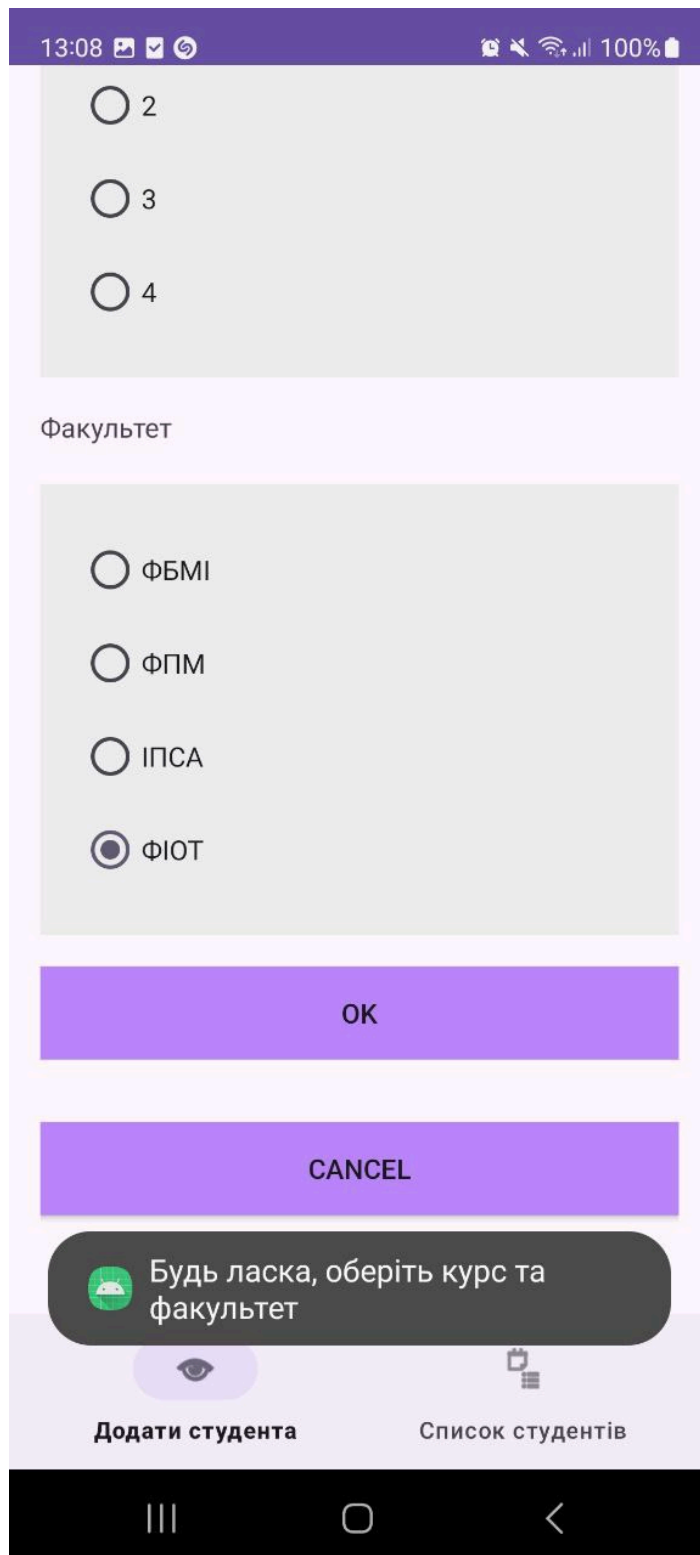 13:08
100%
2
3
4
Факультет
ФБМІ
ФПМ
ІПСА
ФІОТ
OK
CANCEL
Будь ласка, оберіть курс та
факультет
Додати студента
Список студентів